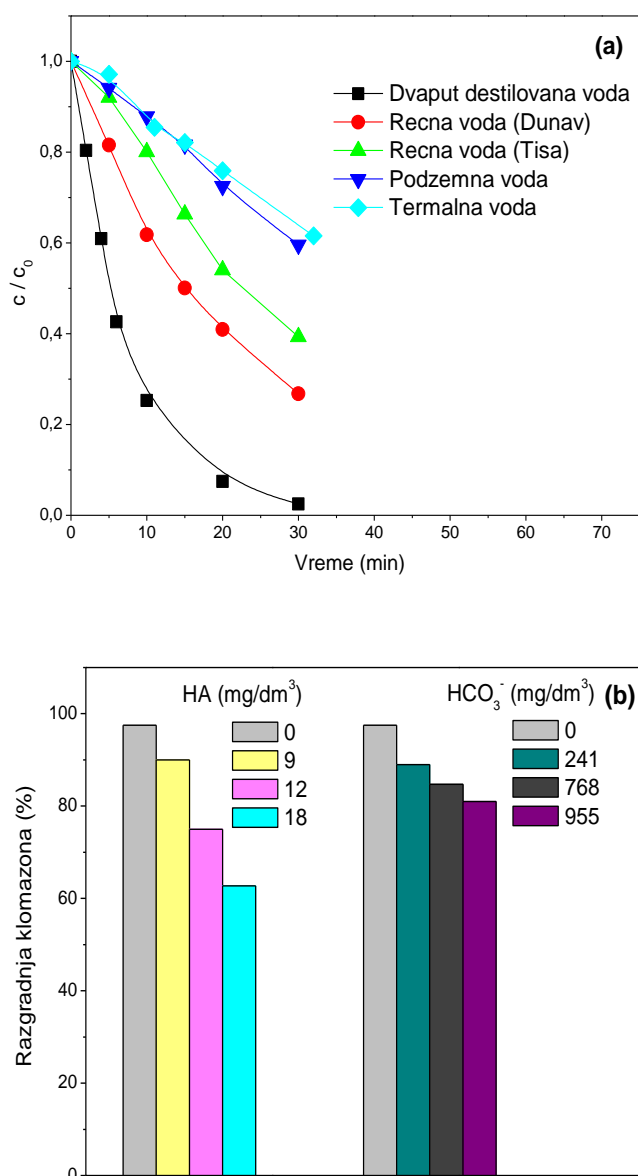 (a)
1,0
0,8
0,6
0,4
0,2
0,0
c / c₀
Dvaput destilovana voda
Recna voda (Dunav)
Recna voda (Tisa)
Podzemna voda
Termalna voda
0 10 20 30 40 50 60 70
Vreme (min)
(b)
HA (mg/dm³)
0
9
12
18
HCO₃⁻ (mg/dm³)
0
241
768
955
100
80
60
40
20
0
Razgradnja klomazona (%)